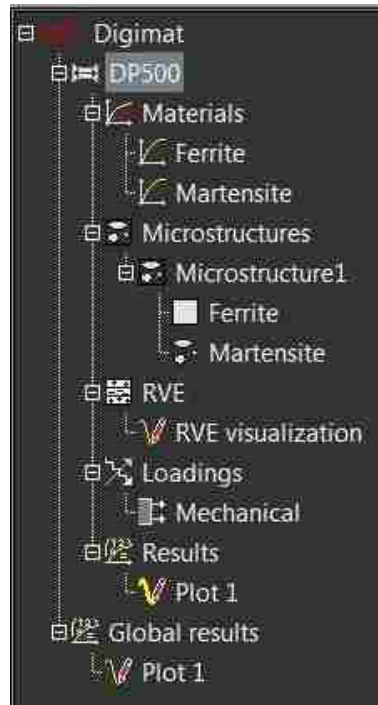 Digimat
DP500
Materials
Ferrite
Martensite
Microstructures
Microstructure1
Ferrite
Martensite
RVE
RVE visualization
Loadings
Mechanical
Results
Plot 1
Global results
Plot 1